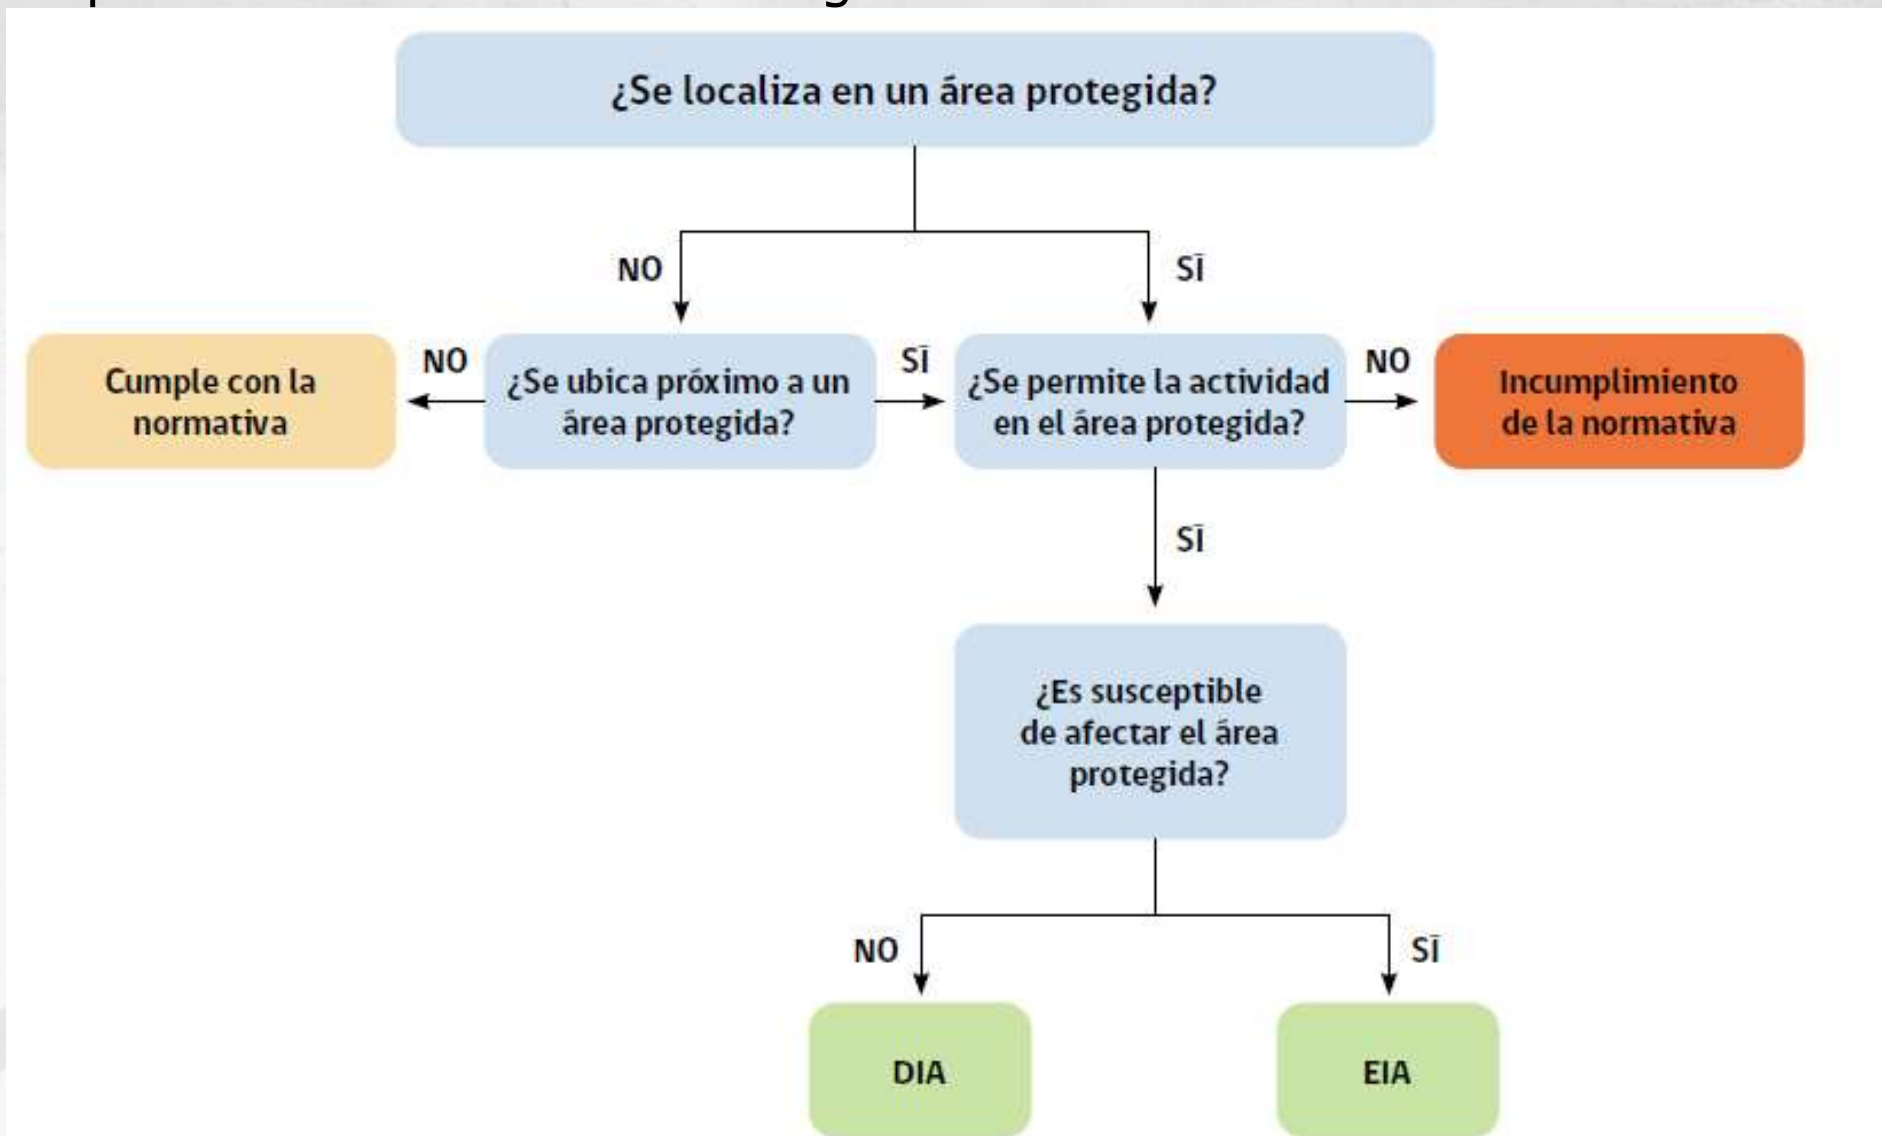 ¿Se localiza en un área protegida?
NO
SÍ
Cumple con la
normativa
NO
¿Se ubica próximo a un
área protegida?
SÍ
¿Se permite la actividad
en el área protegida?
NO
Incumplimiento
de la normativa
SÍ
¿Es susceptible
de afectar el área
protegida?
NO
SÍ
DIA
EIA